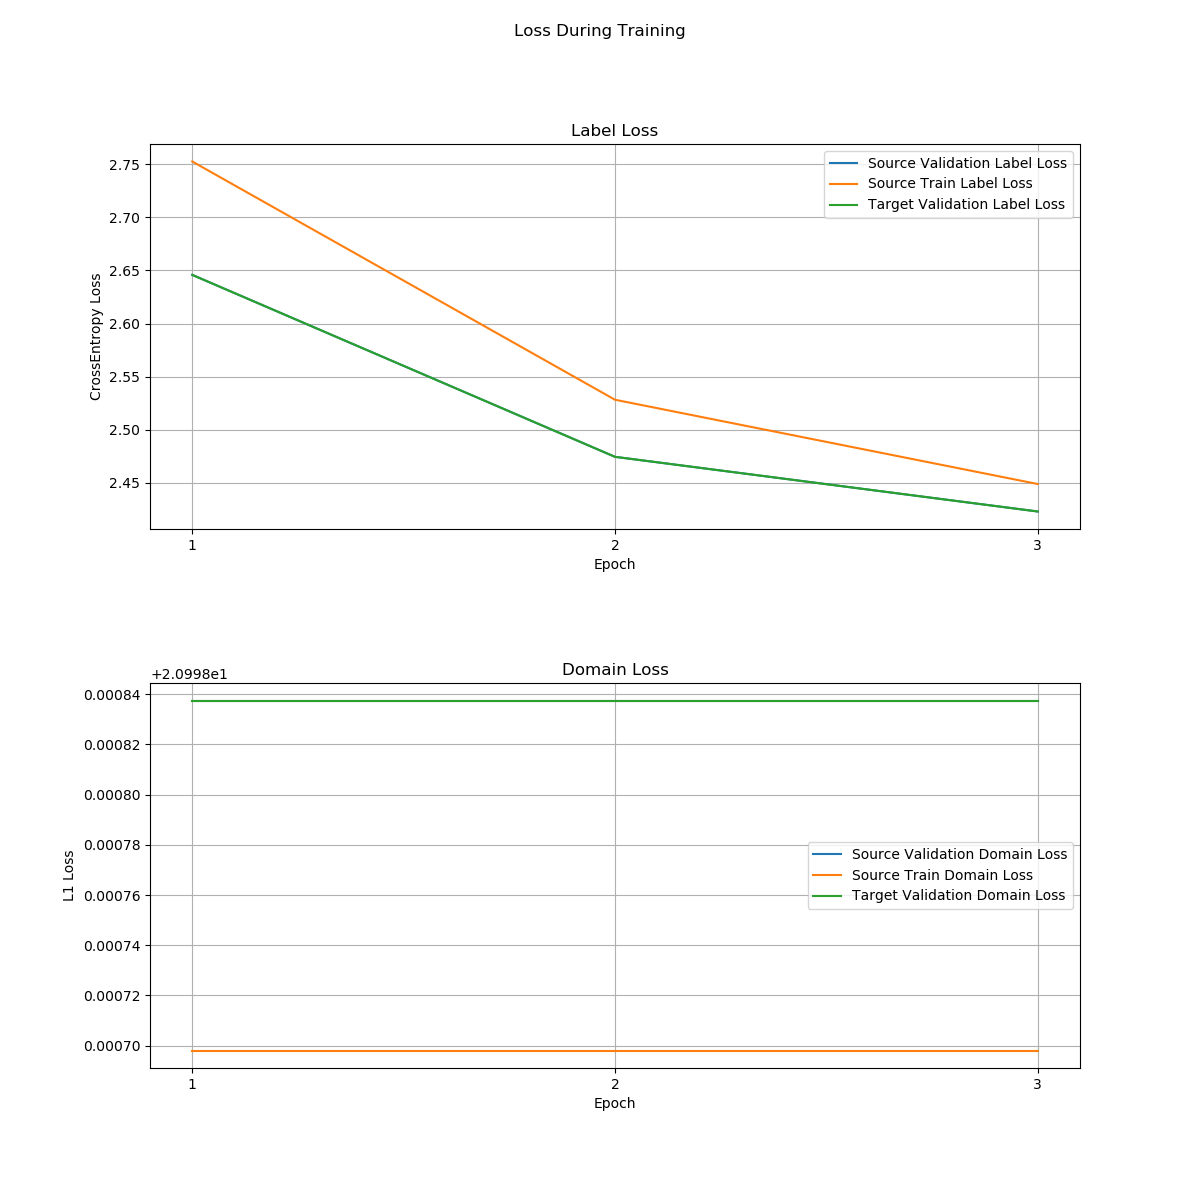 Loss During Training
Label Loss
2.75
2.70
2.65
2.60
2.55
2.50
2.45
CrossEntropy Loss
Source Validation Label Loss
Source Train Label Loss
Target Validation Label Loss
1
2
3
Epoch
Domain Loss
+2.0998e1
0.00084
0.00082
0.00080
0.00078
0.00076
0.00074
0.00072
0.00070
L1 Loss
Source Validation Domain Loss
Source Train Domain Loss
Target Validation Domain Loss
1
2
3
Epoch